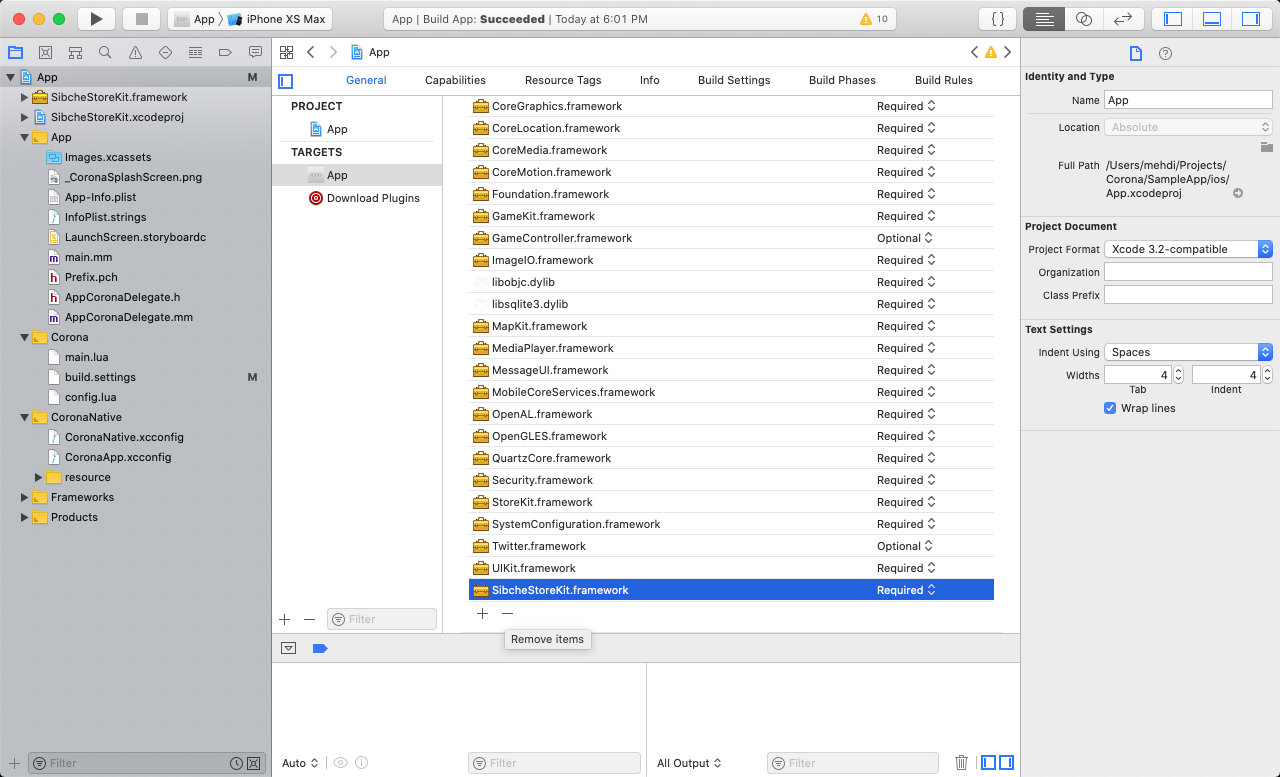 App
iPhone XS Max
App | Build App: Succeeded | Today at 6:01 PM
10
App
M
SibcheStoreKit.framework
SibcheStoreKit.xcodeproj
App
Images.xcassets
_CoronaSplashScreen.png
App-Info.plist
InfoPlist.strings
LaunchScreen.storyboardc
main.mm
Prefix.pch
AppCoronaDelegate.h
AppCoronaDelegate.mm
Corona
main.lua
build.settings
M
config.lua
CoronaNative
CoronaNative.xcconfig
CoronaApp.xcconfig
resource
Frameworks
Products
Filter
App
General
Capabilities
Resource Tags
Info
Build Settings
Build Phases
Build Rules
PROJECT
App
TARGETS
App
Download Plugins
Filter
CoreGraphics.framework Required
CoreLocation.framework Required
CoreMedia.framework Required
CoreMotion.framework Required
Foundation.framework Required
GameKit.framework Required
GameController.framework Optional
ImageIO.framework Required
libobjc.dylib Required
libsqlite3.dylib Required
MapKit.framework Required
MediaPlayer.framework Required
MessageUI.framework Required
MobileCoreServices.framework Required
OpenAL.framework Required
OpenGLES.framework Required
QuartzCore.framework Required
Security.framework Required
StoreKit.framework Required
SystemConfiguration.framework Required
Twitter.framework Optional
UIKit.framework Required
SibcheStoreKit.framework Required
Remove items
Auto
Filter
All Output
Filter
Identity and Type
Name App
Location Absolute
Full Path /Users/mehdi/Projects/
Corona/SampleApp/ios/
App.xcodeproj
Project Document
Project Format Xcode 3.2-compatible
Organization
Class Prefix
Text Settings
Indent Using Spaces
Widths 4 4
Tab Indent
Wrap lines